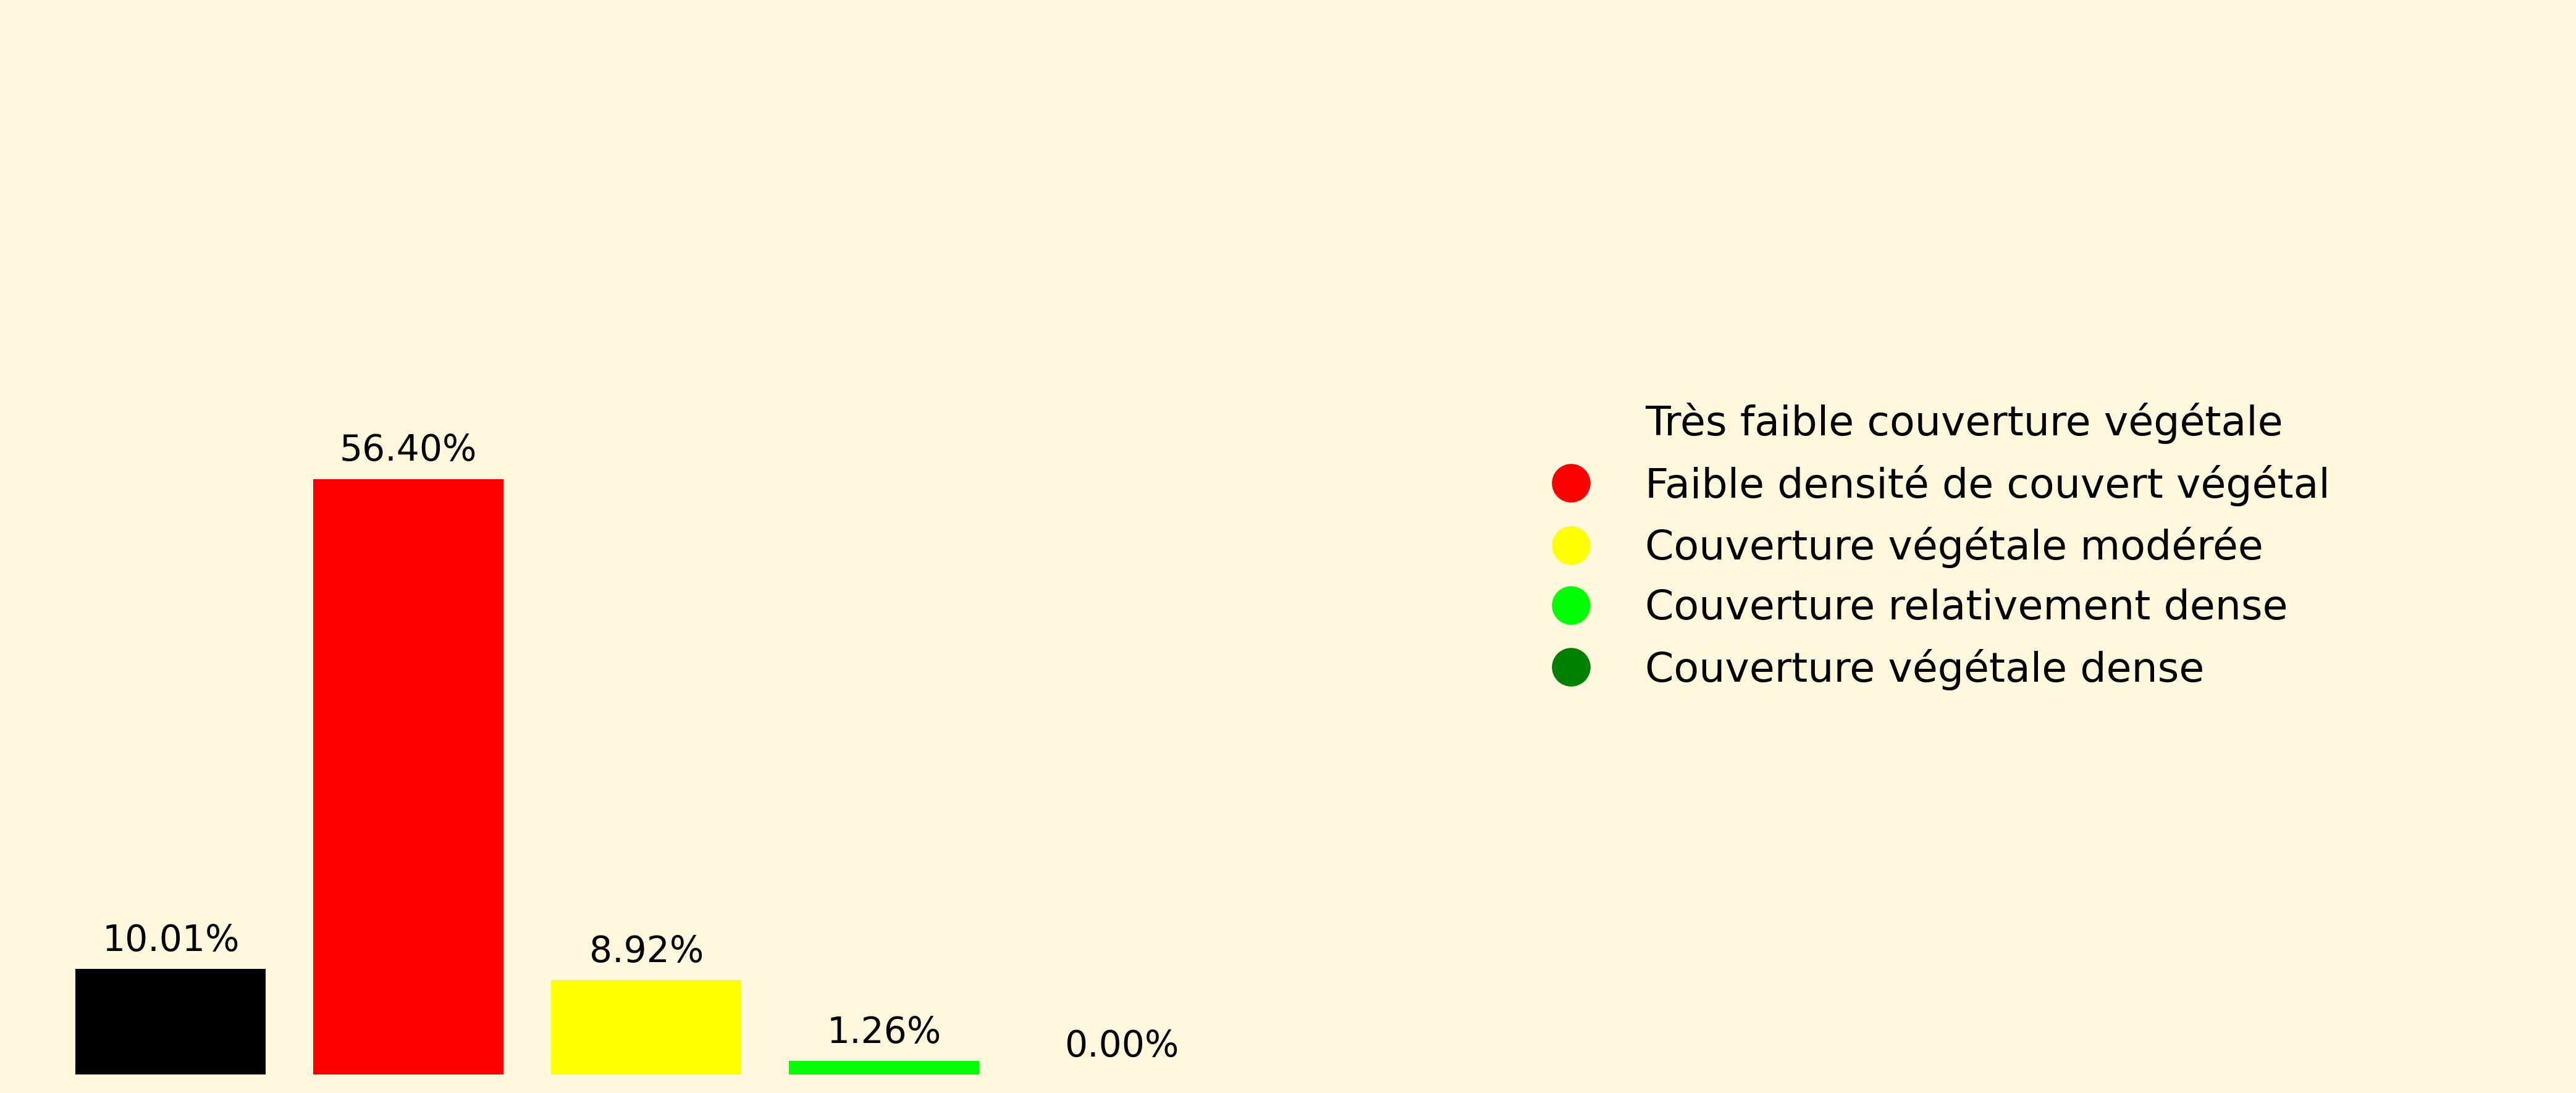 56.40%
10.01%
8.92%
1.26%
0.00%
Très faible couverture végétale
Faible densité de couvert végétal
Couverture végétale modérée
Couverture relativement dense
Couverture végétale dense